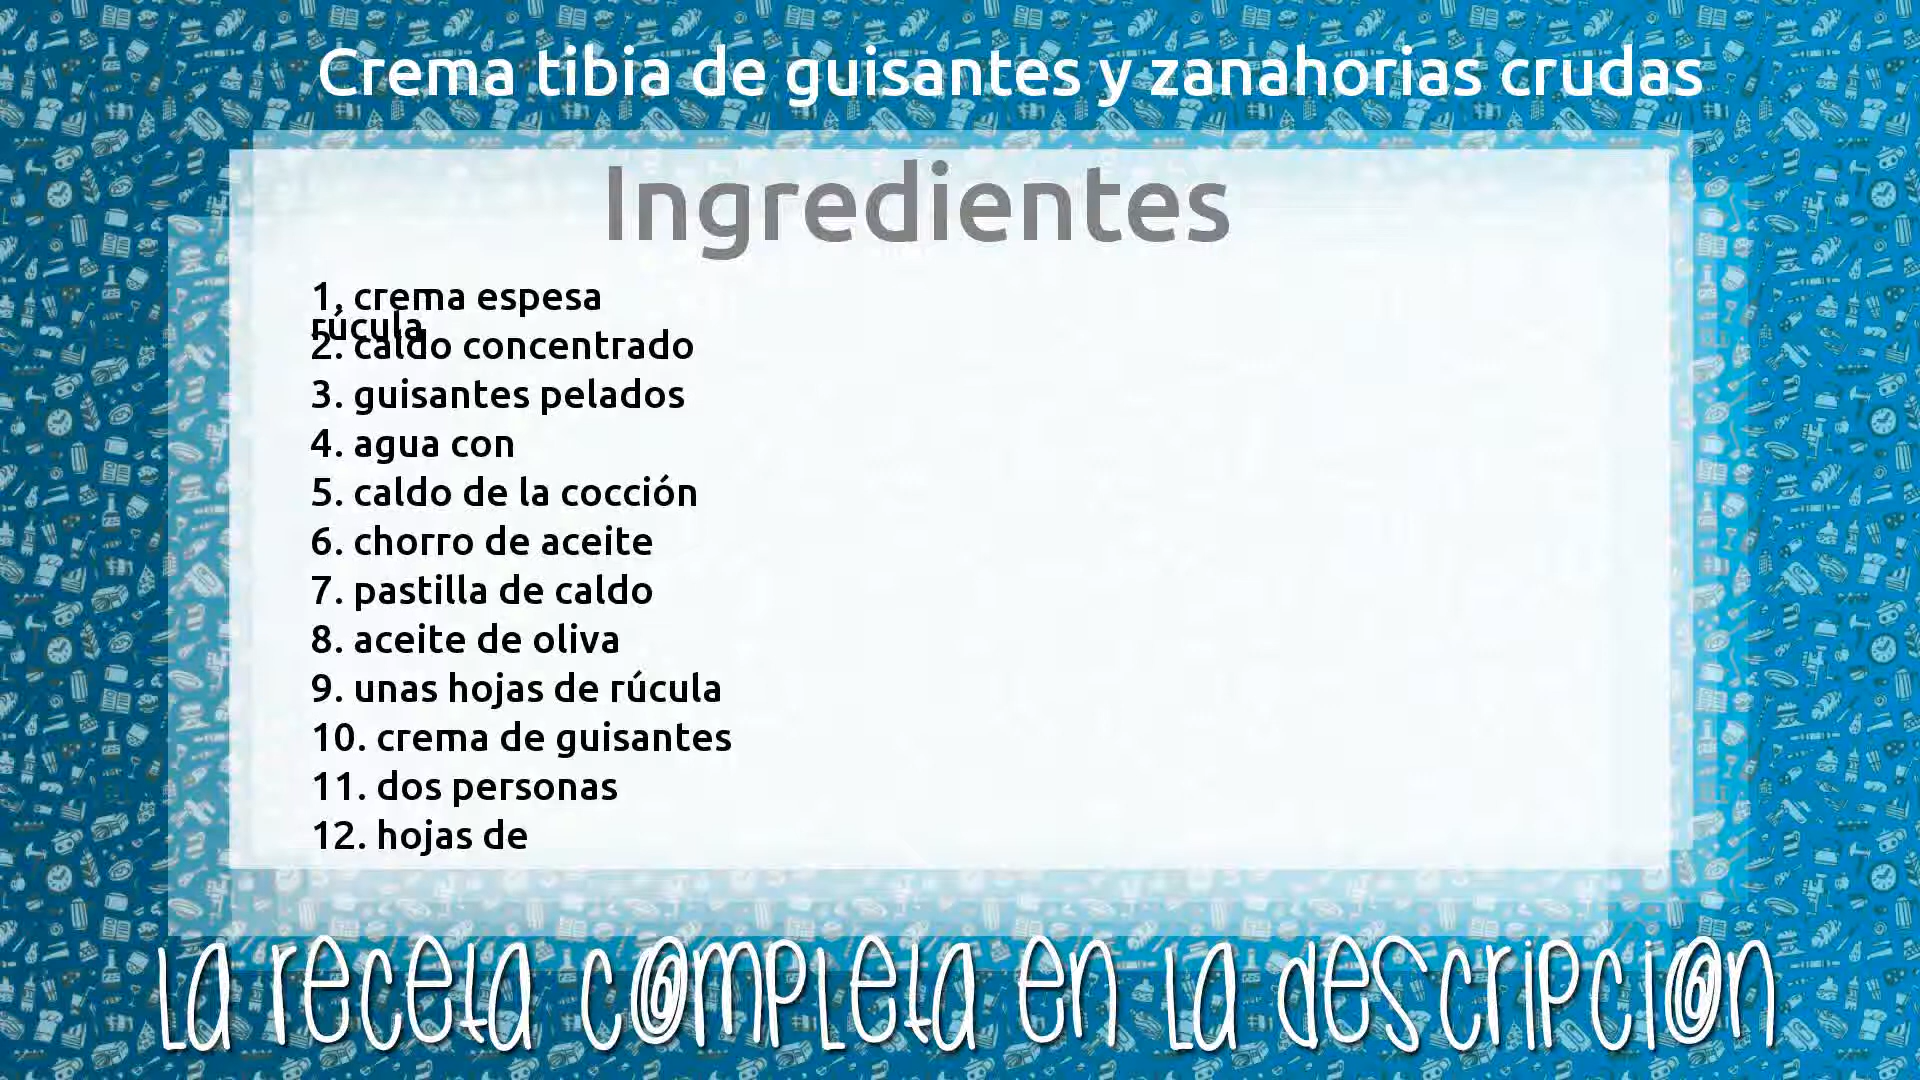 Crema tibia de guisantes y zanahorias crudas
Ingredientes
1. crema espesa
rúcula
2. caldo concentrado
3. guisantes pelados
4. agua con
5. caldo de la cocción
6. chorro de aceite
7. pastilla de caldo
8. aceite de oliva
9. unas hojas de rúcula
10. crema de guisantes
11. dos personas
12. hojas de
La receta c@mpleta en la descripci@n